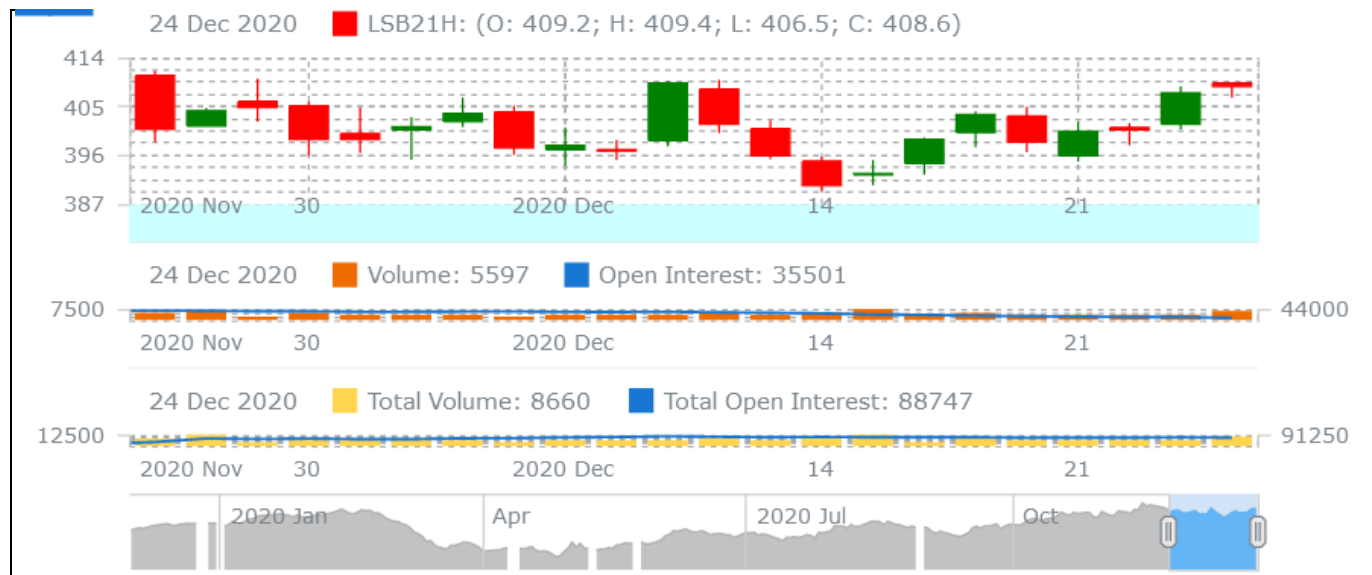 24 Dec 2020 LSB21H: (O: 409.2; H: 409.4; L: 406.5; C: 408.6)
414
405
396
387
2020 Nov 30 2020 Dec 14 21
24 Dec 2020 Volume: 5597 Open Interest: 35501
7500 44000
2020 Nov 30 2020 Dec 14 21
24 Dec 2020 Total Volume: 8660 Total Open Interest: 88747
12500 91250
2020 Nov 30 2020 Dec 14 21
2020 Jan Apr 2020 Jul Oct